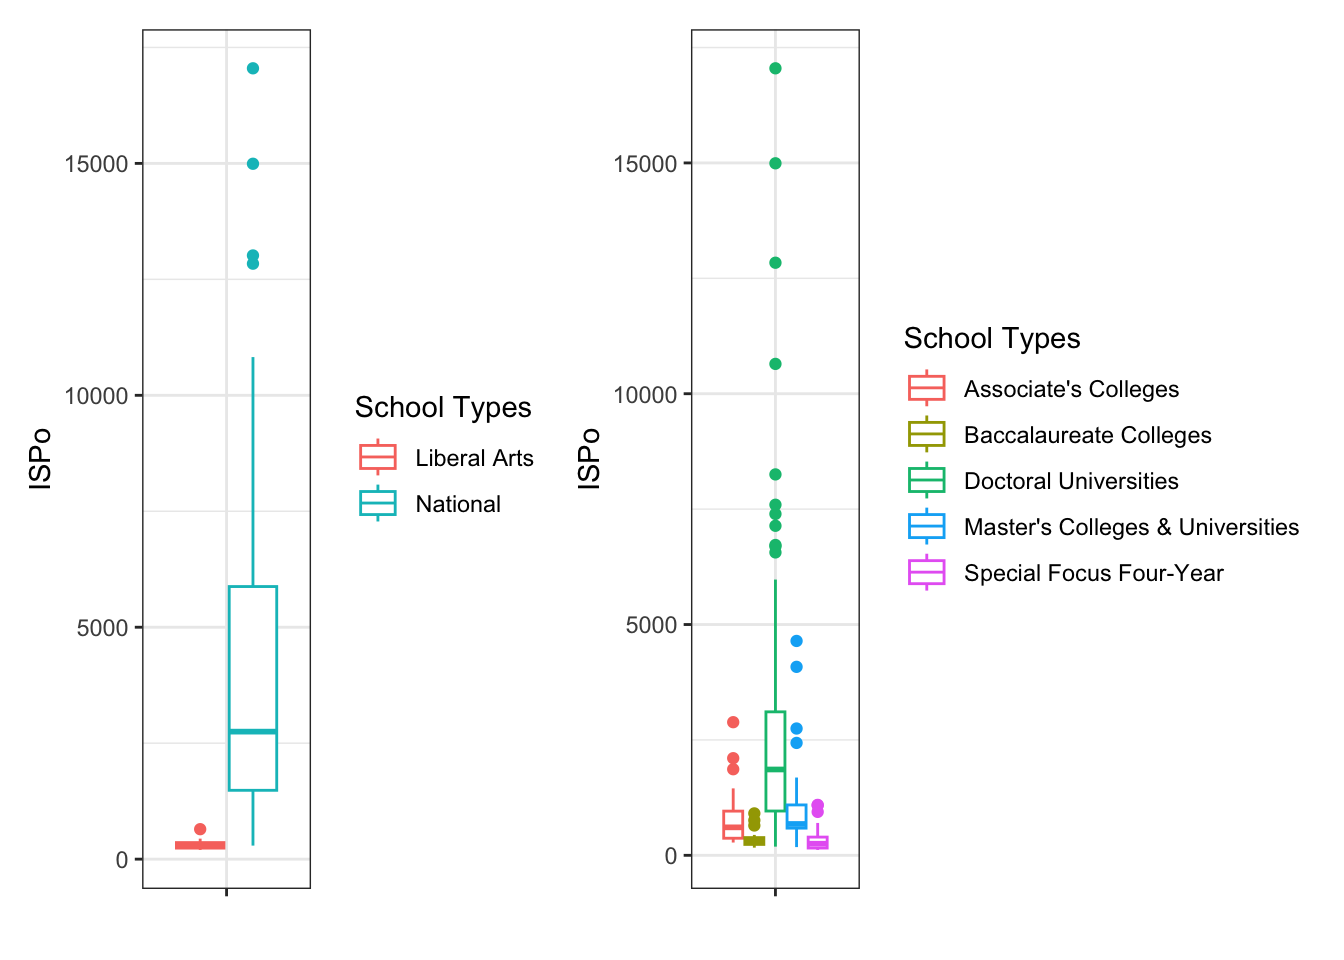 15000
10000
5000
0
ISPo
School Types
Liberal Arts
National
15000
10000
5000
0
ISPo
School Types
Associate's Colleges
Baccalaureate Colleges
Doctoral Universities
Master's Colleges & Universities
Special Focus Four-Year